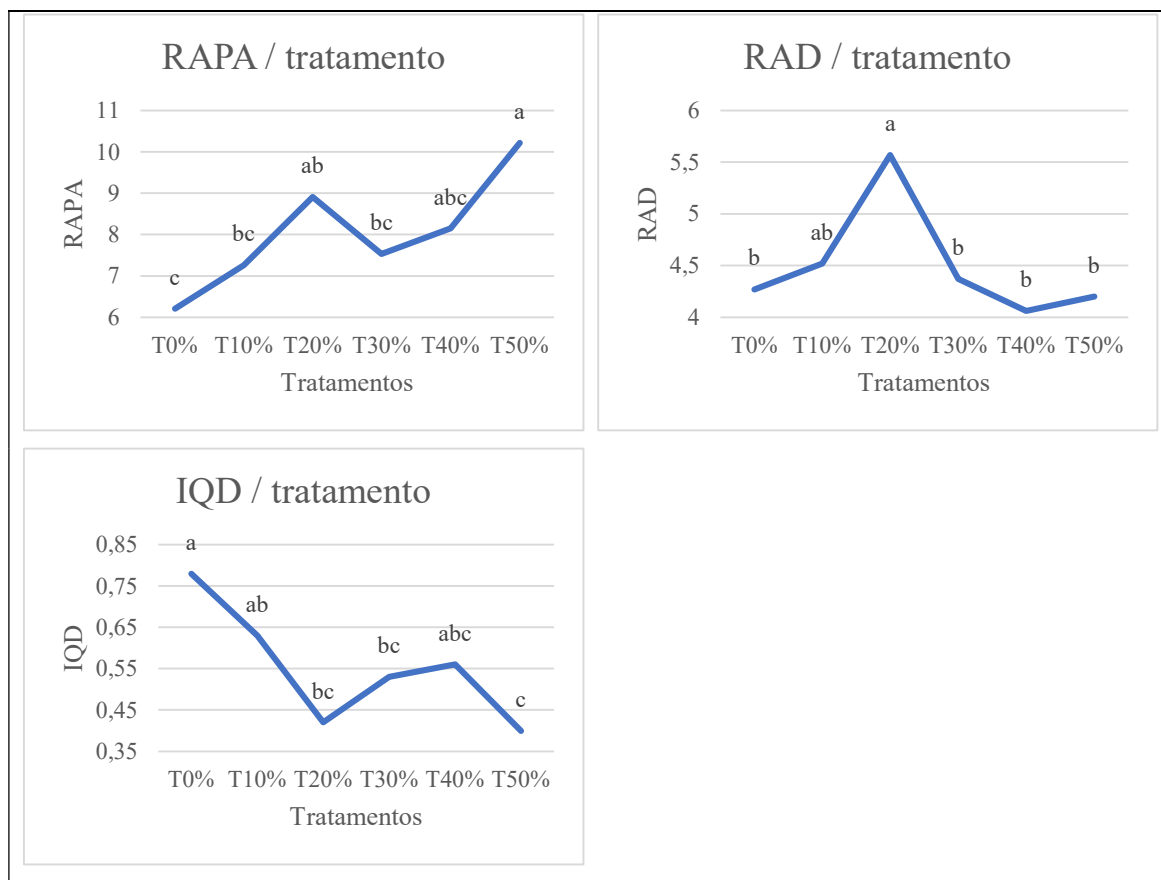 RAPA / tratamento
11
10
9
8
7
6
RAPA
c
bc
ab
bc
abc
a
T0% T10% T20% T30% T40% T50%
Tratamentos
RAD / tratamento
6
5,5
5
4,5
4
RAD
b
ab
a
b
b
b
T0% T10% T20% T30% T40% T50%
Tratamentos
IQD / tratamento
0,85
0,75
0,65
0,55
0,45
0,35
IQD
a
ab
bc
bc
abc
c
T0% T10% T20% T30% T40% T50%
Tratamentos